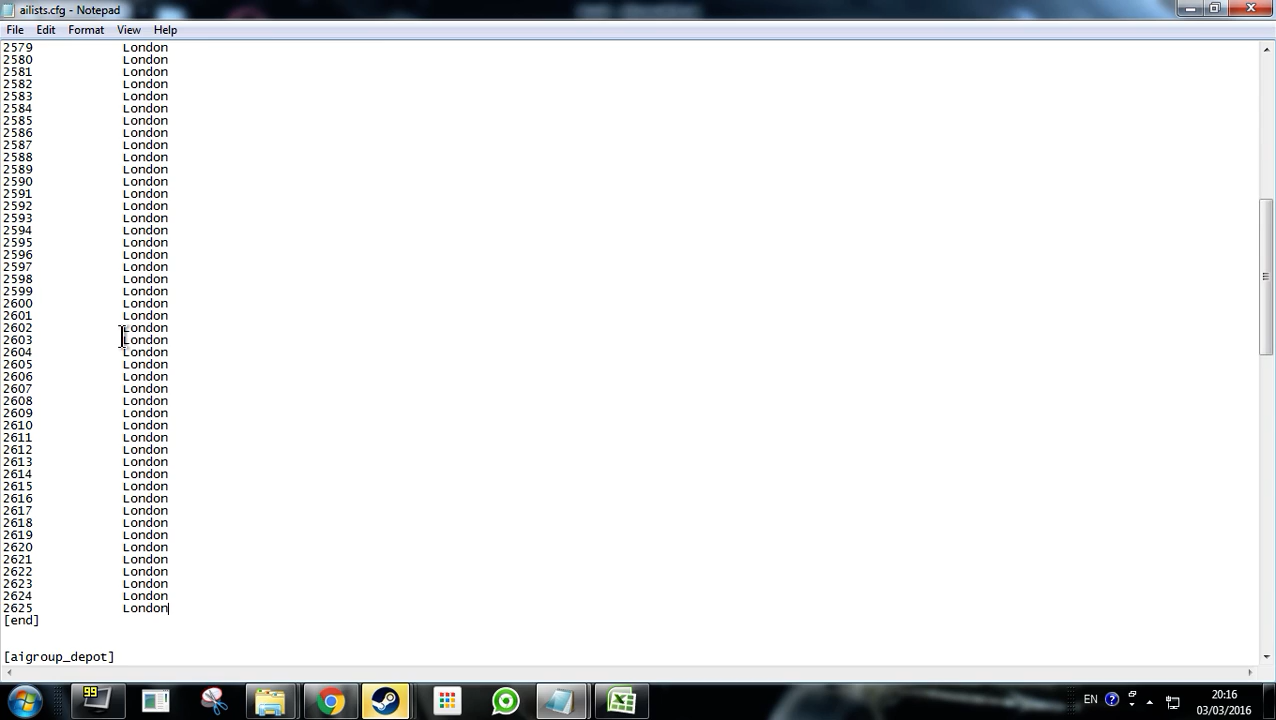 ailists.cfg - Notepad
File Edit Format View Help
2579 London
2580 London
2581 London
2582 London
2583 London
2584 London
2585 London
2586 London
2587 London
2588 London
2589 London
2590 London
2591 London
2592 London
2593 London
2594 London
2595 London
2596 London
2597 London
2598 London
2599 London
2600 London
2601 London
2602 London
2603 London
2604 London
2605 London
2606 London
2607 London
2608 London
2609 London
2610 London
2611 London
2612 London
2613 London
2614 London
2615 London
2616 London
2617 London
2618 London
2619 London
2620 London
2621 London
2622 London
2623 London
2624 London
2625 London
[end]
[aigroup_depot]
99
EN
20:16
03/03/2016